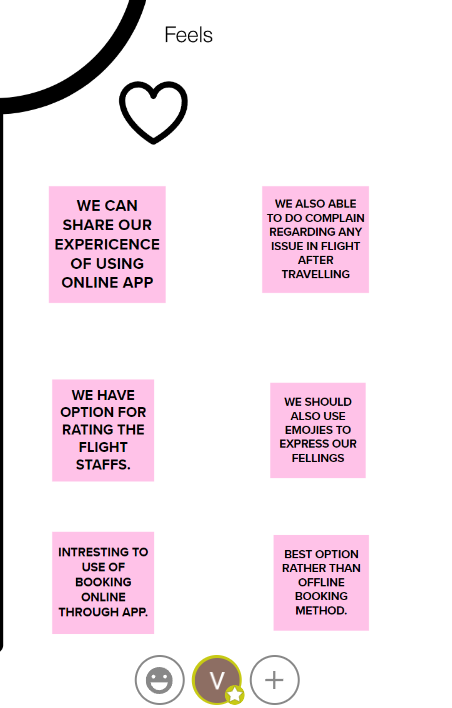 Feels
WE CAN
SHARE OUR
EXPERICENCE
OF USING
ONLINE APP
WE ALSO ABLE
TO DO COMPLAIN
REGARDING ANY
ISSUE IN FLIGHT
AFTER
TRAVELLING
WE HAVE
OPTION FOR
RATING THE
FLIGHT
STAFFS.
WE SHOULD
ALSO USE
EMOJIES TO
EXPRESS OUR
FELLINGS
INTRESTING TO
USE OF
BOOKING
ONLINE
THROUGH APP.
BEST OPTION
RATHER THAN
OFFLINE
BOOKING
METHOD.
V